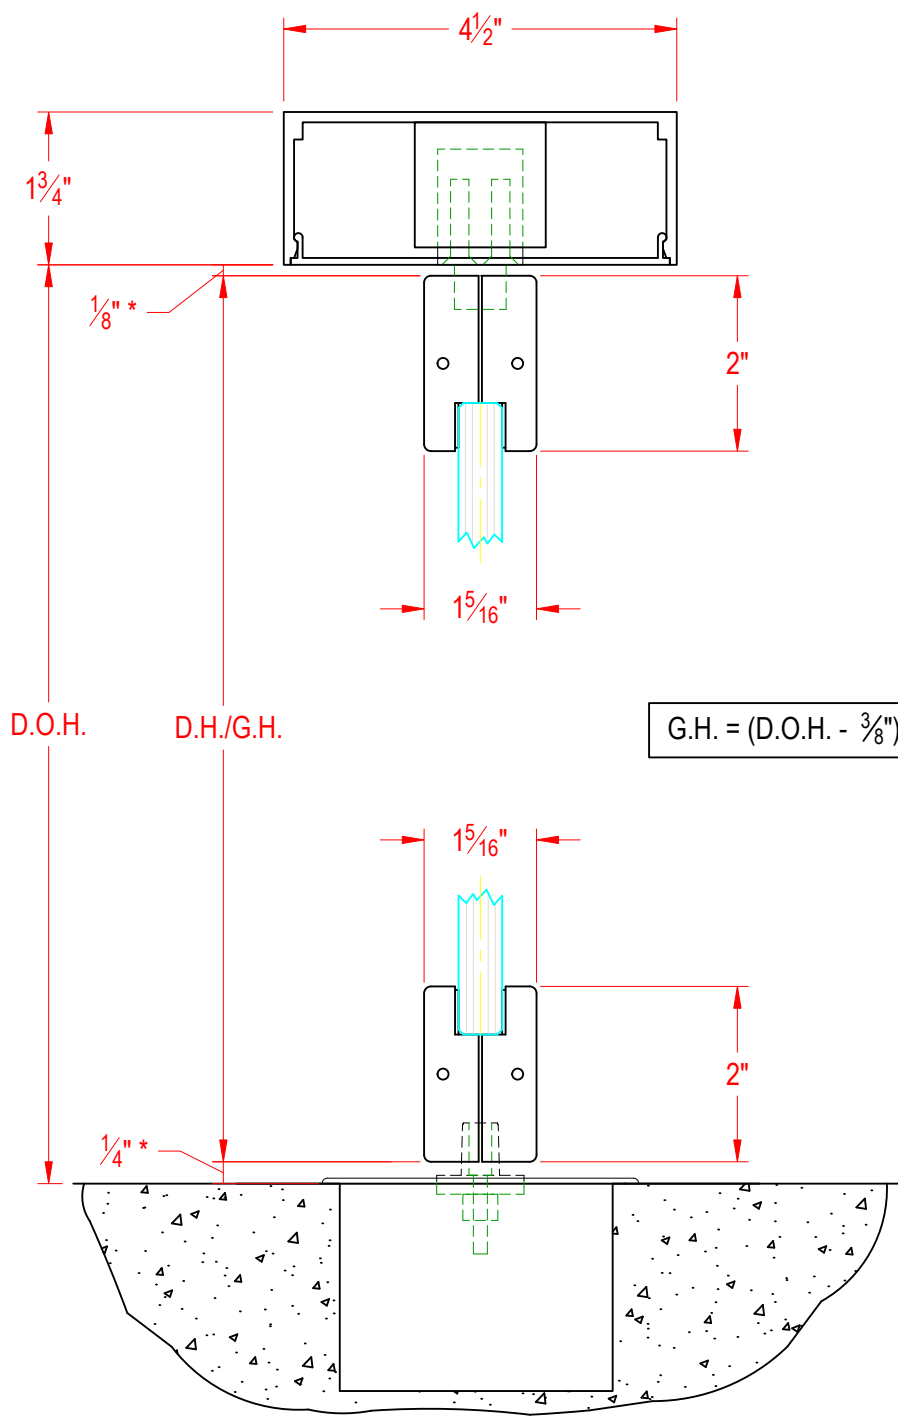 4½"
1¾"
⅛" *
2"
1⁵⁄₁₆"
D.O.H.
D.H./G.H.
G.H. = (D.O.H. - ⅜")
1⁵⁄₁₆"
2"
¼" *